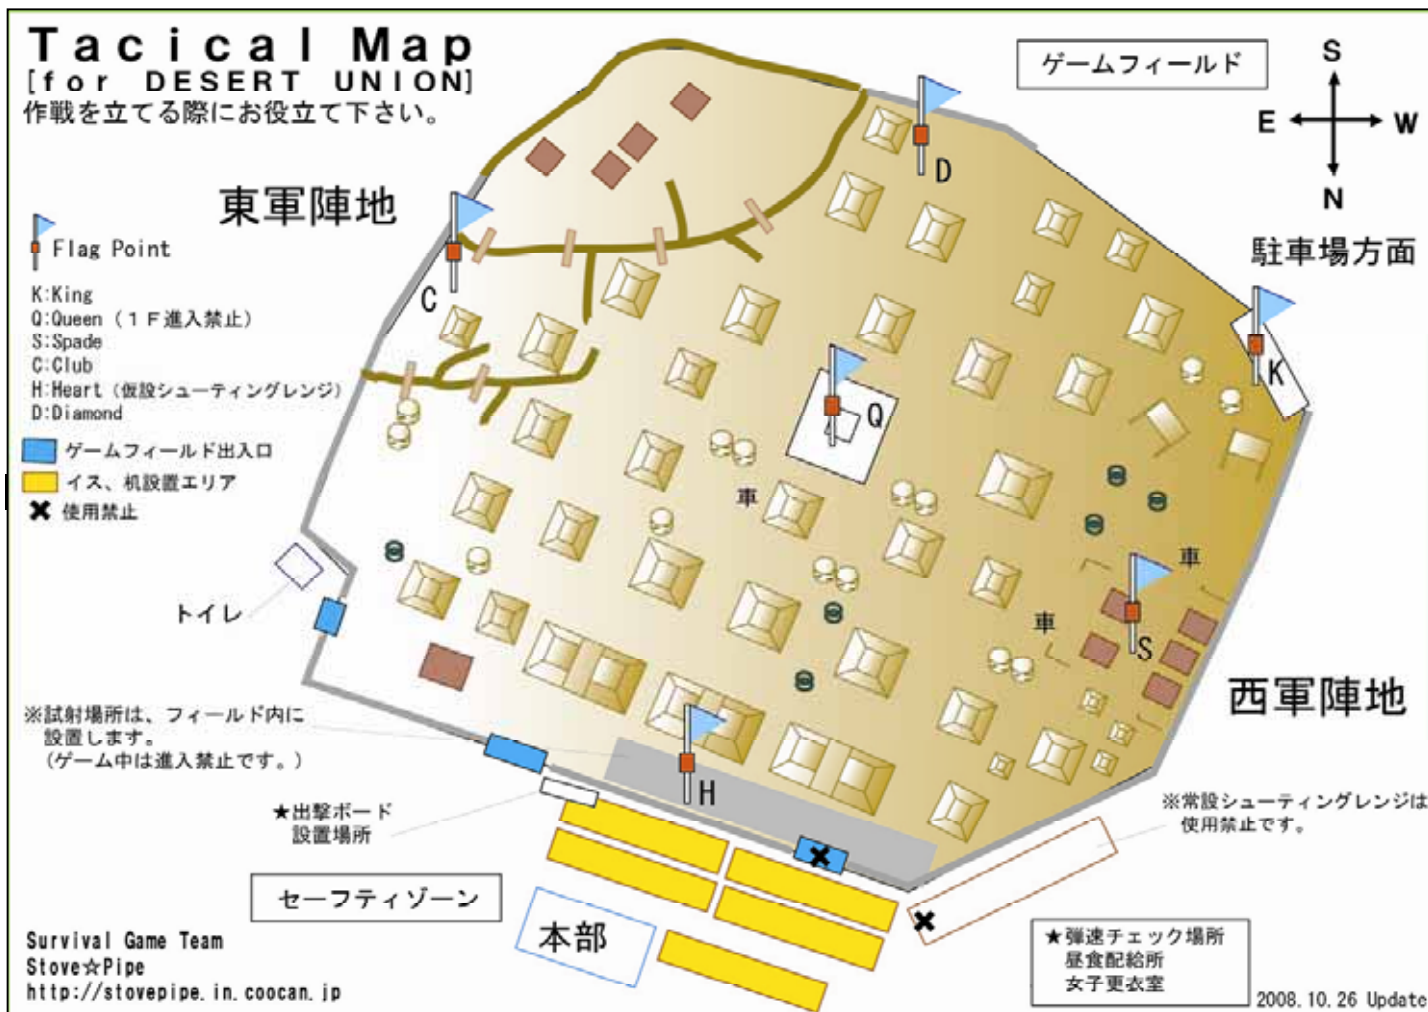 Tacical Map
[for DESERT UNION]
作戦を立てる際にお役立て下さい。
ゲームフィールド
S
E
W
N
駐車場方面
東軍陣地
Flag Point
K:King
Q:Queen (1F進入禁止)
S:Spade
C:Club
H:Heart (仮設シューティングレンジ)
D:Diamond
ゲームフィールド出入口
イス、机設置エリア
使用禁止
D
C
K
Q
車
車
車
S
H
トイレ
西軍陣地
※試射場所は、フィールド内に
設置します。
(ゲーム中は進入禁止です。)
★出撃ボード
設置場所
※常設シューティングレンジは
使用禁止です。
セーフティゾーン
本部
★弾速チェック場所
昼食配給所
女子更衣室
Survival Game Team
Stove☆Pipe
http://stovepipe.in.coocan.jp
2008.10.26 Update